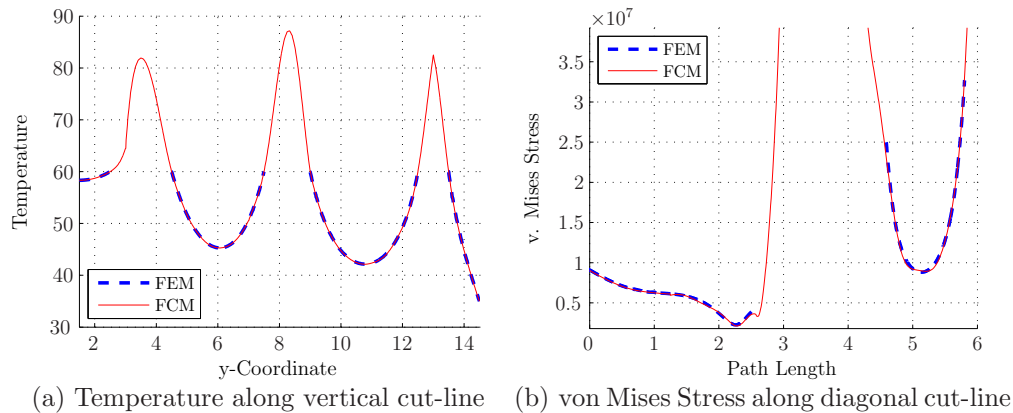 90
80
70
60
50
40
30
Temperature
FEM
FCM
2 4 6 8 10 12 14
y-Coordinate
(a) Temperature along vertical cut-line
×10⁷
3.5
3
2.5
2
1.5
1
0.5
v. Mises Stress
FEM
FCM
0 1 2 3 4 5 6
Path Length
(b) von Mises Stress along diagonal cut-line